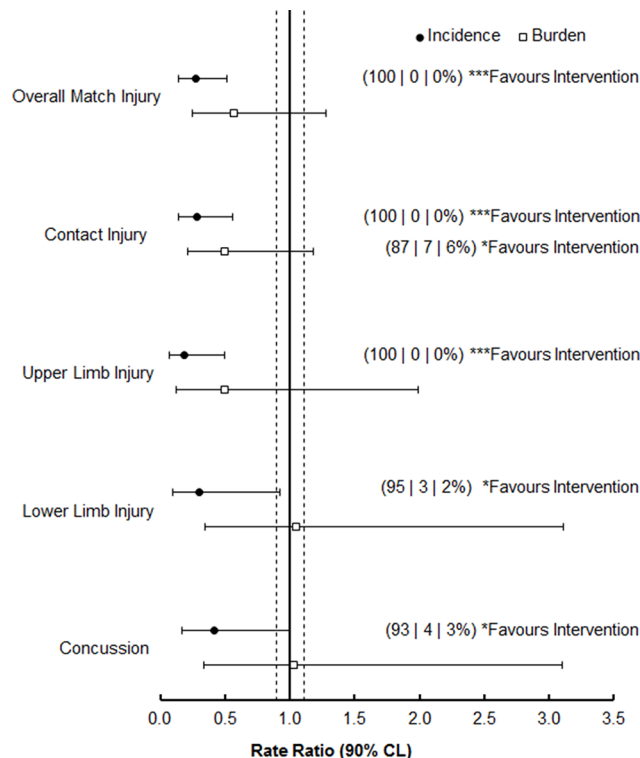 Incidence Burden
Overall Match Injury
(100 | 0 | 0%) ***Favours Intervention
Contact Injury
(100 | 0 | 0%) ***Favours Intervention
(87 | 7 | 6%) *Favours Intervention
Upper Limb Injury
(100 | 0 | 0%) ***Favours Intervention
Lower Limb Injury
(95 | 3 | 2%) *Favours Intervention
Concussion
(93 | 4 | 3%) *Favours Intervention
0.0 0.5 1.0 1.5 2.0 2.5 3.0 3.5
Rate Ratio (90% CL)